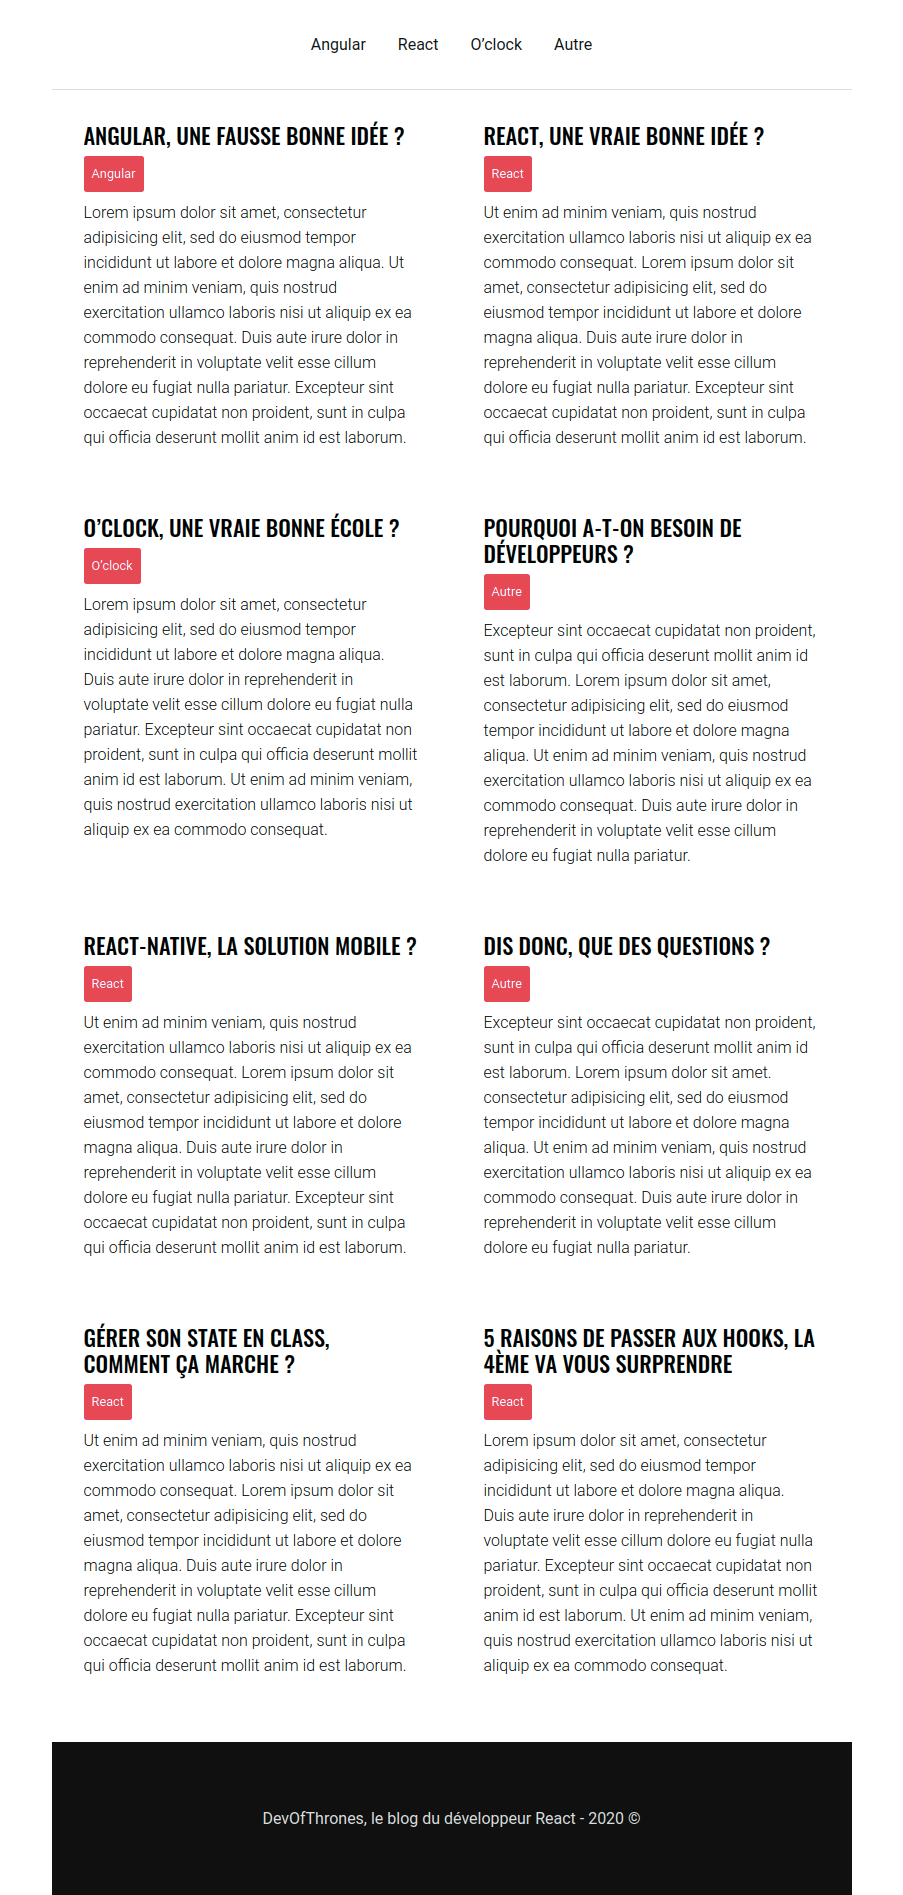 Angular React O’clock Autre
ANGULAR, UNE FAUSSE BONNE IDÉE ?
Angular
Lorem ipsum dolor sit amet, consectetur
adipisicing elit, sed do eiusmod tempor
incididunt ut labore et dolore magna aliqua. Ut
enim ad minim veniam, quis nostrud
exercitation ullamco laboris nisi ut aliquip ex ea
commodo consequat. Duis aute irure dolor in
reprehenderit in voluptate velit esse cillum
dolore eu fugiat nulla pariatur. Excepteur sint
occaecat cupidatat non proident, sunt in culpa
qui officia deserunt mollit anim id est laborum.
REACT, UNE VRAIE BONNE IDÉE ?
React
Ut enim ad minim veniam, quis nostrud
exercitation ullamco laboris nisi ut aliquip ex ea
commodo consequat. Lorem ipsum dolor sit
amet, consectetur adipisicing elit, sed do
eiusmod tempor incididunt ut labore et dolore
magna aliqua. Duis aute irure dolor in
reprehenderit in voluptate velit esse cillum
dolore eu fugiat nulla pariatur. Excepteur sint
occaecat cupidatat non proident, sunt in culpa
qui officia deserunt mollit anim id est laborum.
O’CLOCK, UNE VRAIE BONNE ÉCOLE ?
O’clock
Lorem ipsum dolor sit amet, consectetur
adipisicing elit, sed do eiusmod tempor
incididunt ut labore et dolore magna aliqua.
Duis aute irure dolor in reprehenderit in
voluptate velit esse cillum dolore eu fugiat nulla
pariatur. Excepteur sint occaecat cupidatat non
proident, sunt in culpa qui officia deserunt mollit
anim id est laborum. Ut enim ad minim veniam,
quis nostrud exercitation ullamco laboris nisi ut
aliquip ex ea commodo consequat.
POURQUOI A-T-ON BESOIN DE
DÉVELOPPEURS ?
Autre
Excepteur sint occaecat cupidatat non proident,
sunt in culpa qui officia deserunt mollit anim id
est laborum. Lorem ipsum dolor sit amet,
consectetur adipisicing elit, sed do eiusmod
tempor incididunt ut labore et dolore magna
aliqua. Ut enim ad minim veniam, quis nostrud
exercitation ullamco laboris nisi ut aliquip ex ea
commodo consequat. Duis aute irure dolor in
reprehenderit in voluptate velit esse cillum
dolore eu fugiat nulla pariatur.
REACT-NATIVE, LA SOLUTION MOBILE ?
React
Ut enim ad minim veniam, quis nostrud
exercitation ullamco laboris nisi ut aliquip ex ea
commodo consequat. Lorem ipsum dolor sit
amet, consectetur adipisicing elit, sed do
eiusmod tempor incididunt ut labore et dolore
magna aliqua. Duis aute irure dolor in
reprehenderit in voluptate velit esse cillum
dolore eu fugiat nulla pariatur. Excepteur sint
occaecat cupidatat non proident, sunt in culpa
qui officia deserunt mollit anim id est laborum.
DIS DONC, QUE DES QUESTIONS ?
Autre
Excepteur sint occaecat cupidatat non proident,
sunt in culpa qui officia deserunt mollit anim id
est laborum. Lorem ipsum dolor sit amet.
consectetur adipisicing elit, sed do eiusmod
tempor incididunt ut labore et dolore magna
aliqua. Ut enim ad minim veniam, quis nostrud
exercitation ullamco laboris nisi ut aliquip ex ea
commodo consequat. Duis aute irure dolor in
reprehenderit in voluptate velit esse cillum
dolore eu fugiat nulla pariatur.
GÉRER SON STATE EN CLASS,
COMMENT ÇA MARCHE ?
React
Ut enim ad minim veniam, quis nostrud
exercitation ullamco laboris nisi ut aliquip ex ea
commodo consequat. Lorem ipsum dolor sit
amet, consectetur adipisicing elit, sed do
eiusmod tempor incididunt ut labore et dolore
magna aliqua. Duis aute irure dolor in
reprehenderit in voluptate velit esse cillum
dolore eu fugiat nulla pariatur. Excepteur sint
occaecat cupidatat non proident, sunt in culpa
qui officia deserunt mollit anim id est laborum.
5 RAISONS DE PASSER AUX HOOKS, LA
4ÈME VA VOUS SURPRENDRE
React
Lorem ipsum dolor sit amet, consectetur
adipisicing elit, sed do eiusmod tempor
incididunt ut labore et dolore magna aliqua.
Duis aute irure dolor in reprehenderit in
voluptate velit esse cillum dolore eu fugiat nulla
pariatur. Excepteur sint occaecat cupidatat non
proident, sunt in culpa qui officia deserunt mollit
anim id est laborum. Ut enim ad minim veniam,
quis nostrud exercitation ullamco laboris nisi ut
aliquip ex ea commodo consequat.
DevOfThrones, le blog du développeur React - 2020 ©